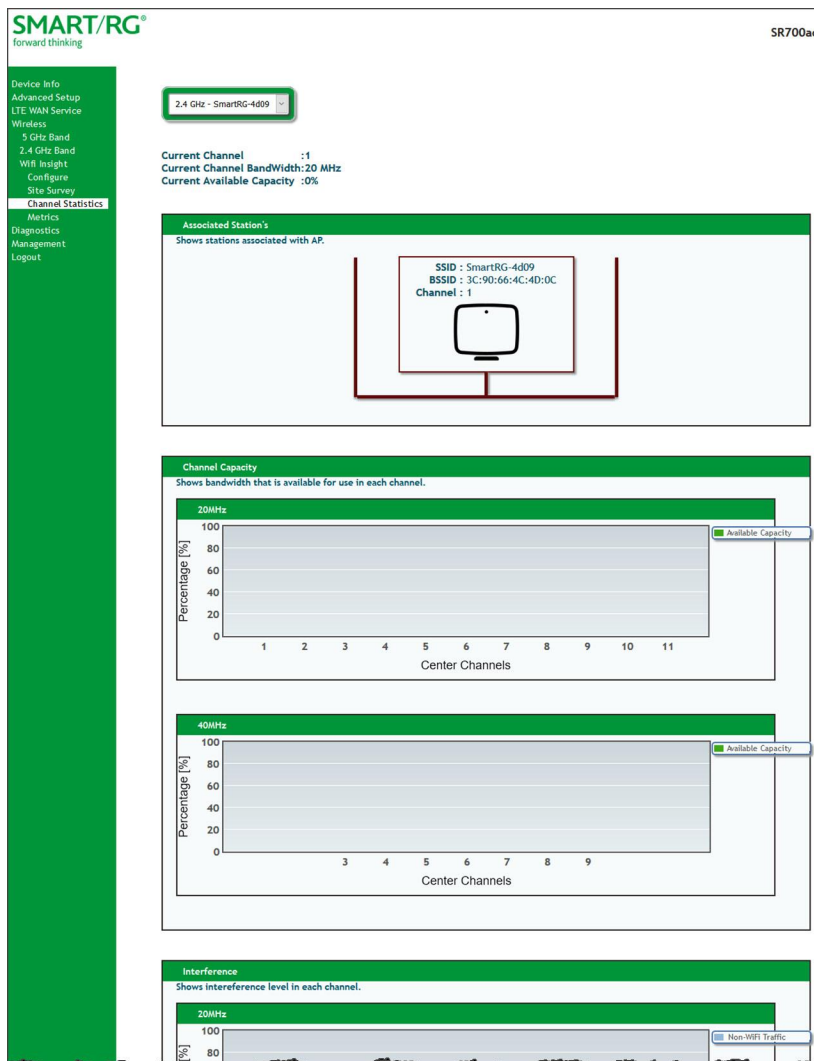 SMART/RG®
forward thinking
SR700a
Device Info
Advanced Setup
LTE WAN Service
Wireless
5 GHz Band
2.4 GHz Band
Wifi Insight
Configure
Site Survey
Channel Statistics
Metrics
Diagnostics
Management
Logout
2.4 GHz - SmartRG-4d09
Current Channel :1
Current Channel BandWidth:20 MHz
Current Available Capacity :0%
Associated Station's
Shows stations associated with AP.
SSID : SmartRG-4d09
BSSID : 3C:90:66:4C:4D:0C
Channel : 1
Channel Capacity
Shows bandwidth that is available for use in each channel.
20MHz
Available Capacity
Percentage [%]
100
80
60
40
20
0
1 2 3 4 5 6 7 8 9 10 11
Center Channels
40MHz
Available Capacity
Percentage [%]
100
80
60
40
20
0
3 4 5 6 7 8 9
Center Channels
Interference
Shows intereference level in each channel.
20MHz
Non-WiFi Traffic
100
80
[%]